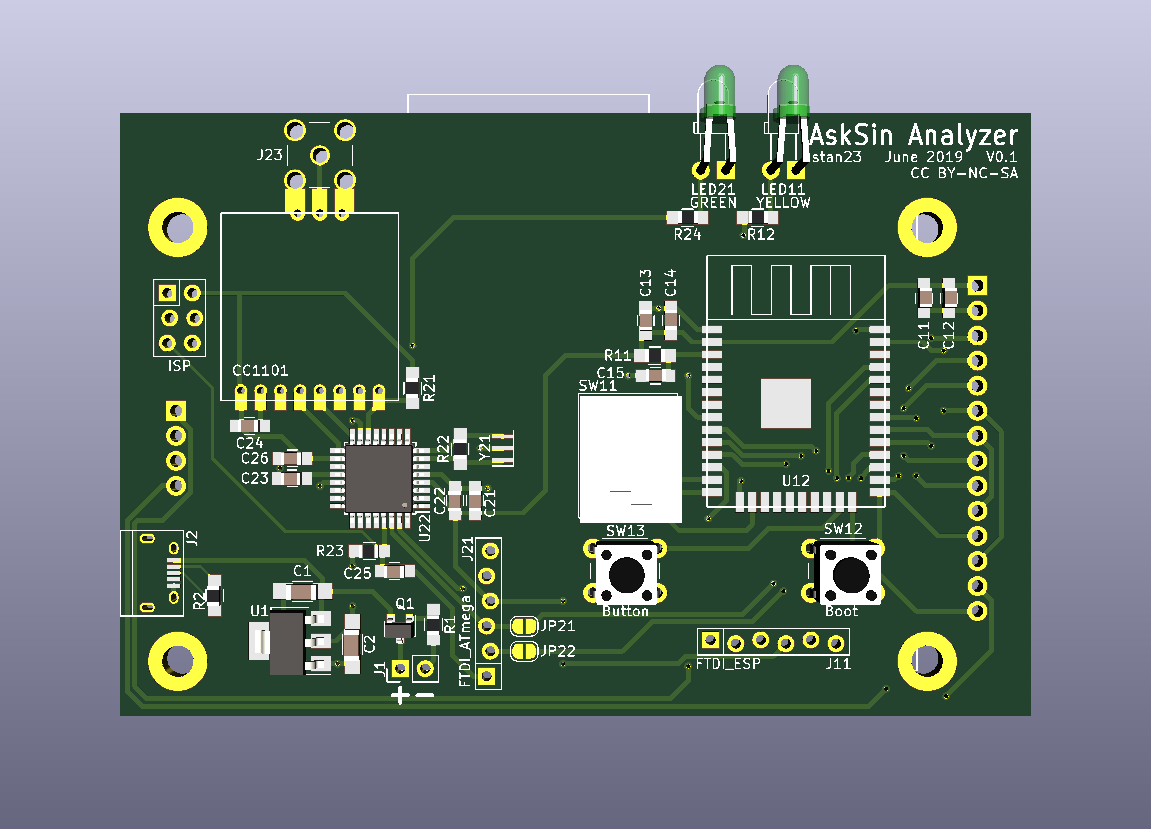 AskSin Analyzer
stan23 June 2019 V0.1
CC BY-NC-SA
J23
LED21
GREEN
LED11
YELLOW
R24
R12
C13
C14
C11
C12
ISP
CC1101
R21
R11
C15
SW11
C24
C26
C23
R22
Y21
C22
C21
U22
U12
SW13
SW12
J2
R23
C25
J21
R2
C1
U1
Q1
R1
C2
J1
+ -
FTDI_ATmega
JP21
JP22
Button
Boot
FTDI_ESP
J11